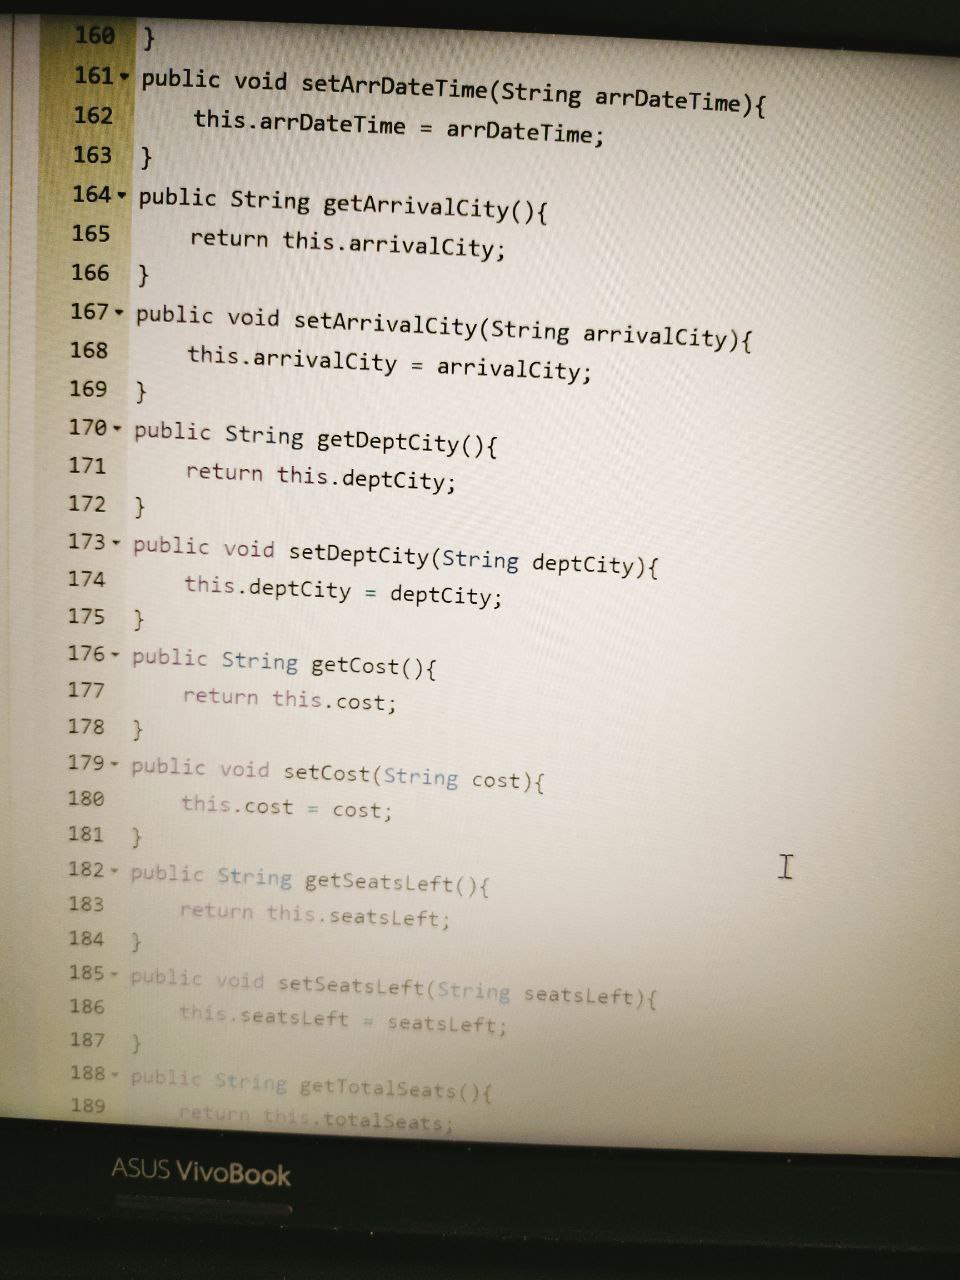 160 }
161 public void setArrDateTime(String arrDateTime){
162 this.arrDateTime = arrDateTime;
163 }
164 public String getArrivalCity(){
165 return this.arrivalCity;
166 }
167 public void setArrivalCity(String arrivalCity){
168 this.arrivalCity = arrivalCity;
169 }
170 public String getDeptCity(){
171 return this.deptCity;
172 }
173 public void setDeptCity(String deptCity){
174 this.deptCity = deptCity;
175 }
176 public String getCost(){
177 return this.cost;
178 }
179 public void setCost(String cost){
180 this.cost = cost;
181 }
182 public String getSeatsLeft(){
183 return this.seatsLeft;
184 }
185 public void setSeatsLeft(String seatsLeft){
186 this.seatsLeft = seatsLeft;
187 }
188 public String getTotalSeats(){
189 return this.totalSeats;
ASUS VivoBook